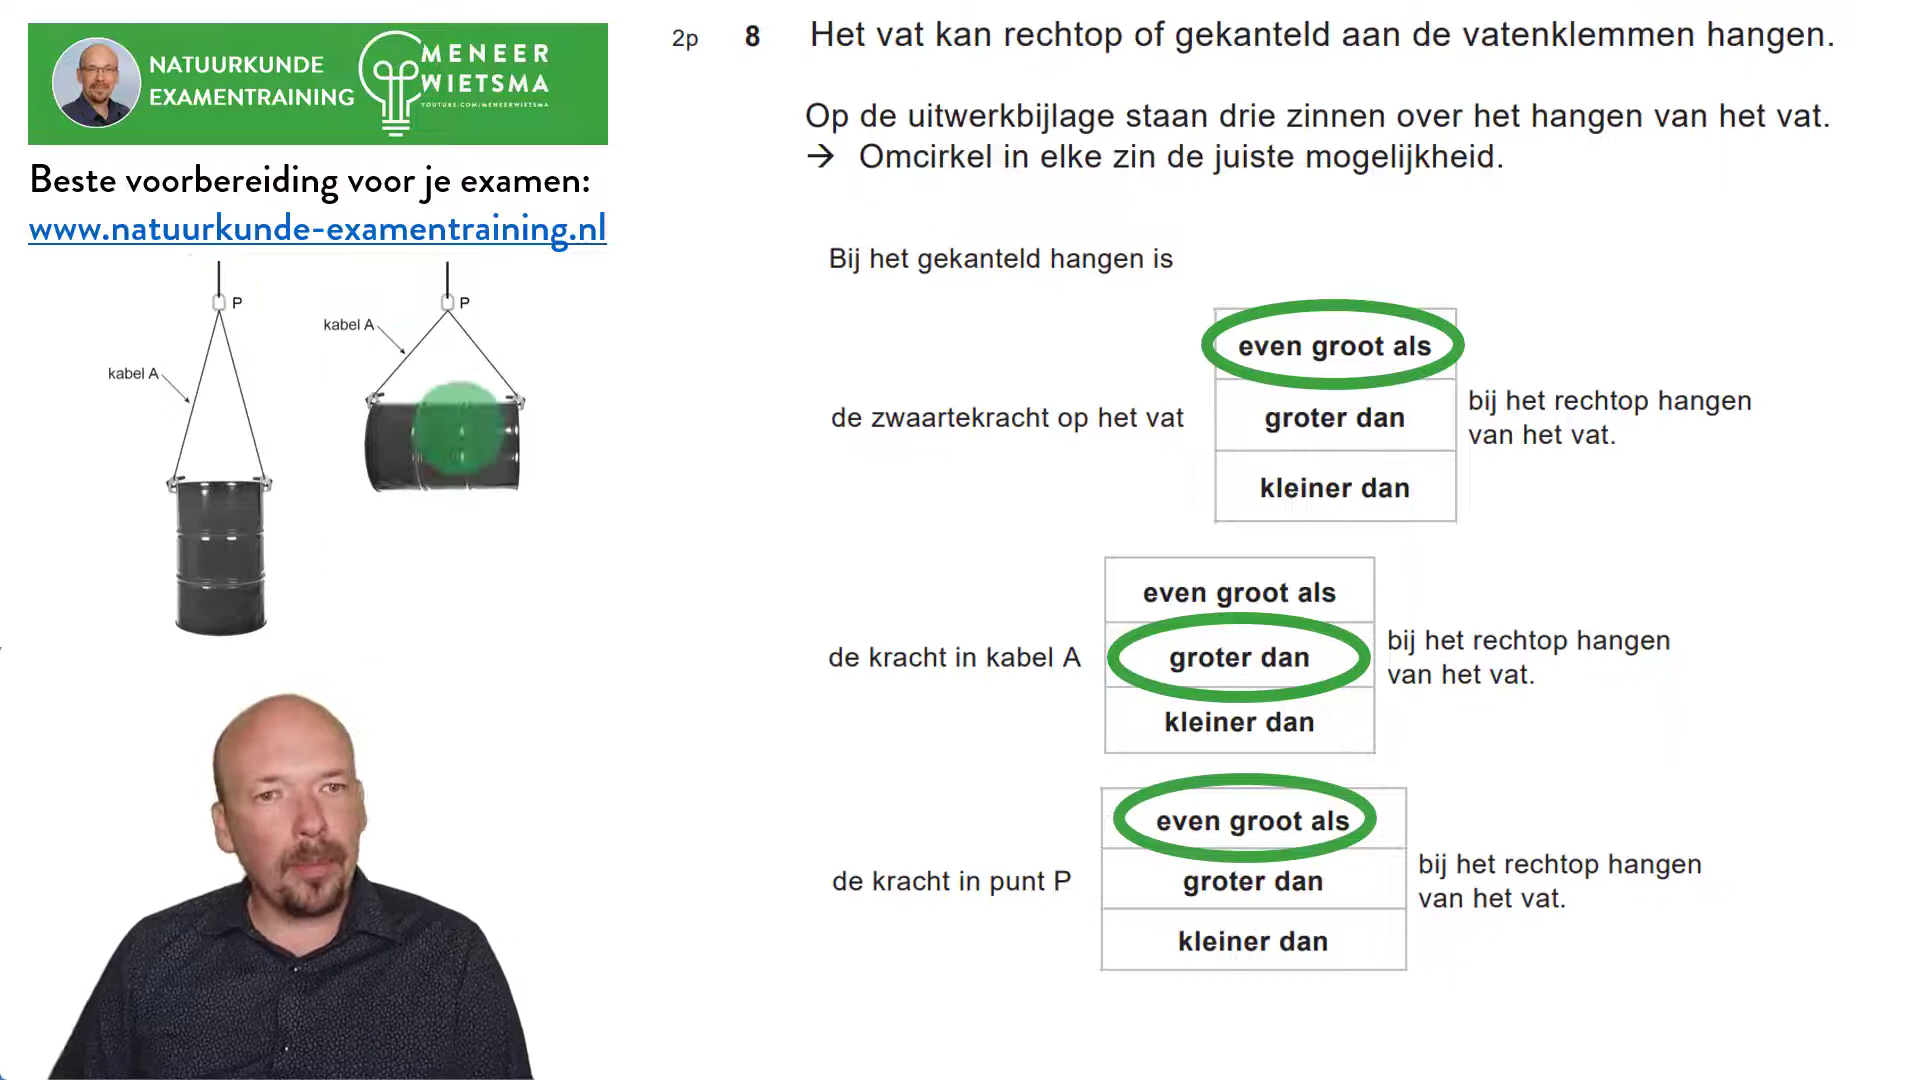 NATUURKUNDE
EXAMENTRAINING
MENEER
WIETSMA
YOUTUBE.COM/MENEERWIETSMA
Beste voorbereiding voor je examen:
www.natuurkunde-examentraining.nl
P
kabel A
P
kabel A
2p 8 Het vat kan rechtop of gekanteld aan de vatenklemmen hangen.
Op de uitwerkbijlage staan drie zinnen over het hangen van het vat.
→ Omcirkel in elke zin de juiste mogelijkheid.
Bij het gekanteld hangen is
de zwaartekracht op het vat
even groot als
groter dan
kleiner dan
bij het rechtop hangen
van het vat.
de kracht in kabel A
even groot als
groter dan
kleiner dan
bij het rechtop hangen
van het vat.
de kracht in punt P
even groot als
groter dan
kleiner dan
bij het rechtop hangen
van het vat.